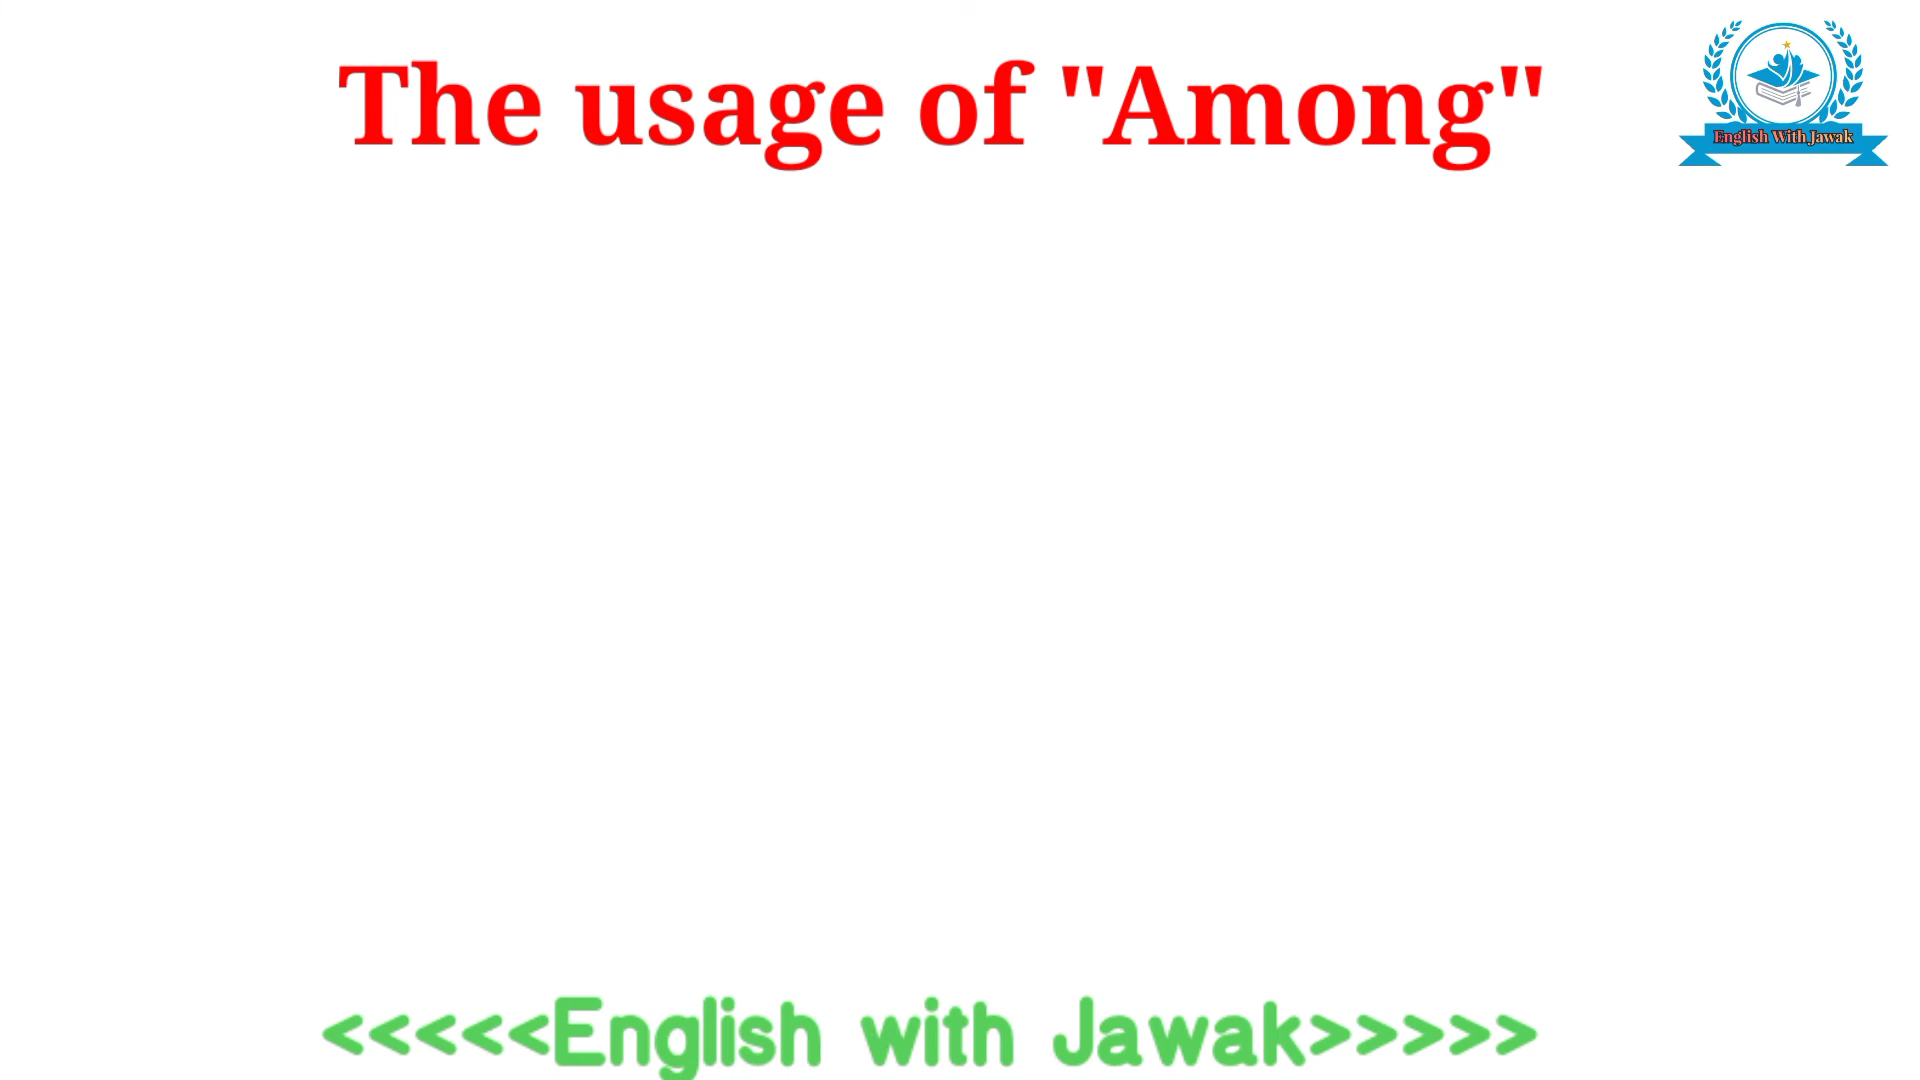 The usage of "Among"
English With Jawak
<<<<<English with Jawak>>>>>